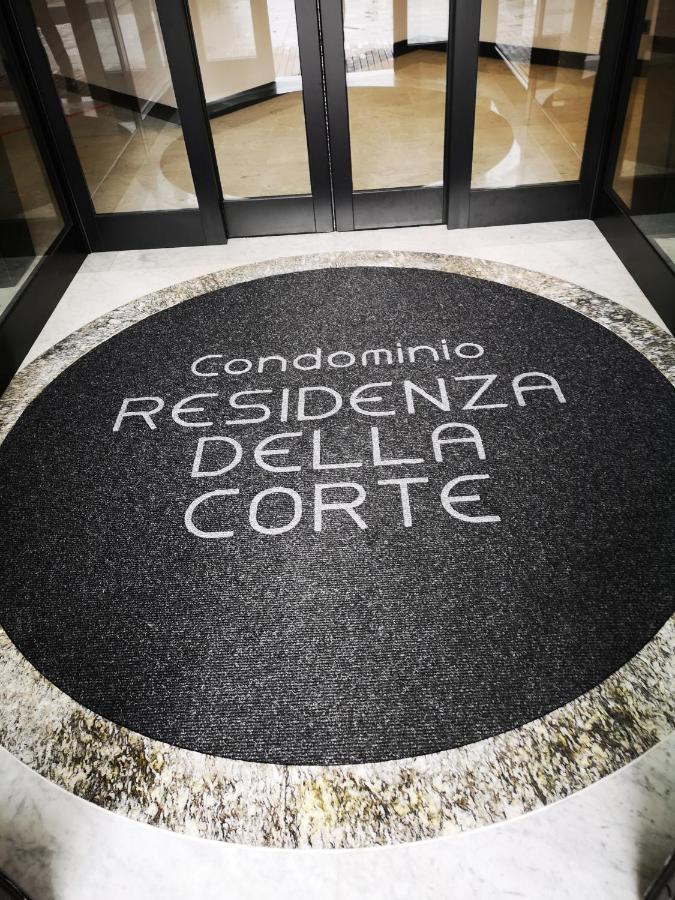 Condominio
RESIDENZA
DELLA
CORTE